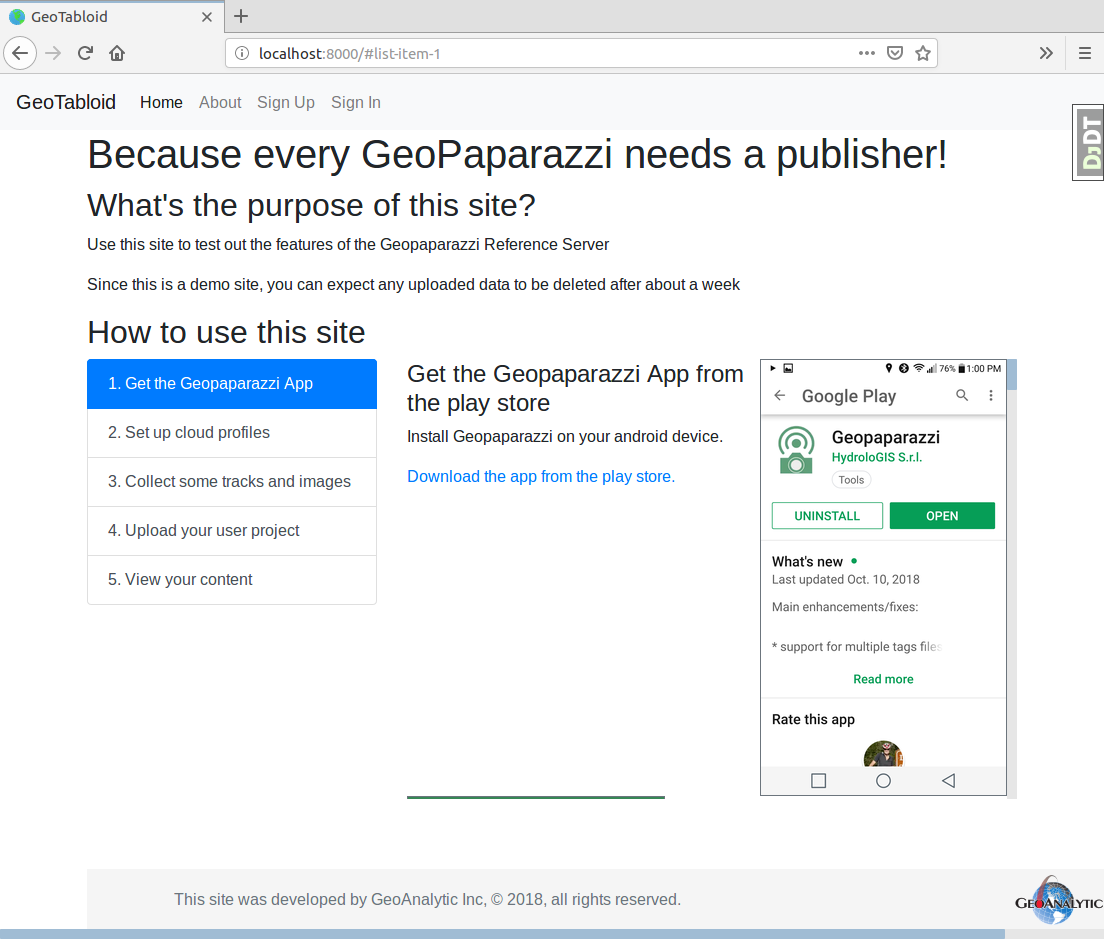 GeoTabloid
localhost:8000/#list-item-1
GeoTabloid Home About Sign Up Sign In
DjDT
Because every GeoPaparazzi needs a publisher!
What's the purpose of this site?
Use this site to test out the features of the Geopaparazzi Reference Server
Since this is a demo site, you can expect any uploaded data to be deleted after about a week
How to use this site
1. Get the Geopaparazzi App
2. Set up cloud profiles
3. Collect some tracks and images
4. Upload your user project
5. View your content
Get the Geopaparazzi App from
the play store
Install Geopaparazzi on your android device.
Download the app from the play store.
76% 1:00 PM
Google Play
Geopaparazzi
HydroloGIS S.r.l.
Tools
UNINSTALL OPEN
What's new
Last updated Oct. 10, 2018
Main enhancements/fixes:
* support for multiple tags files
Read more
Rate this app
This site was developed by GeoAnalytic Inc, © 2018, all rights reserved.
GEOANALYTIC